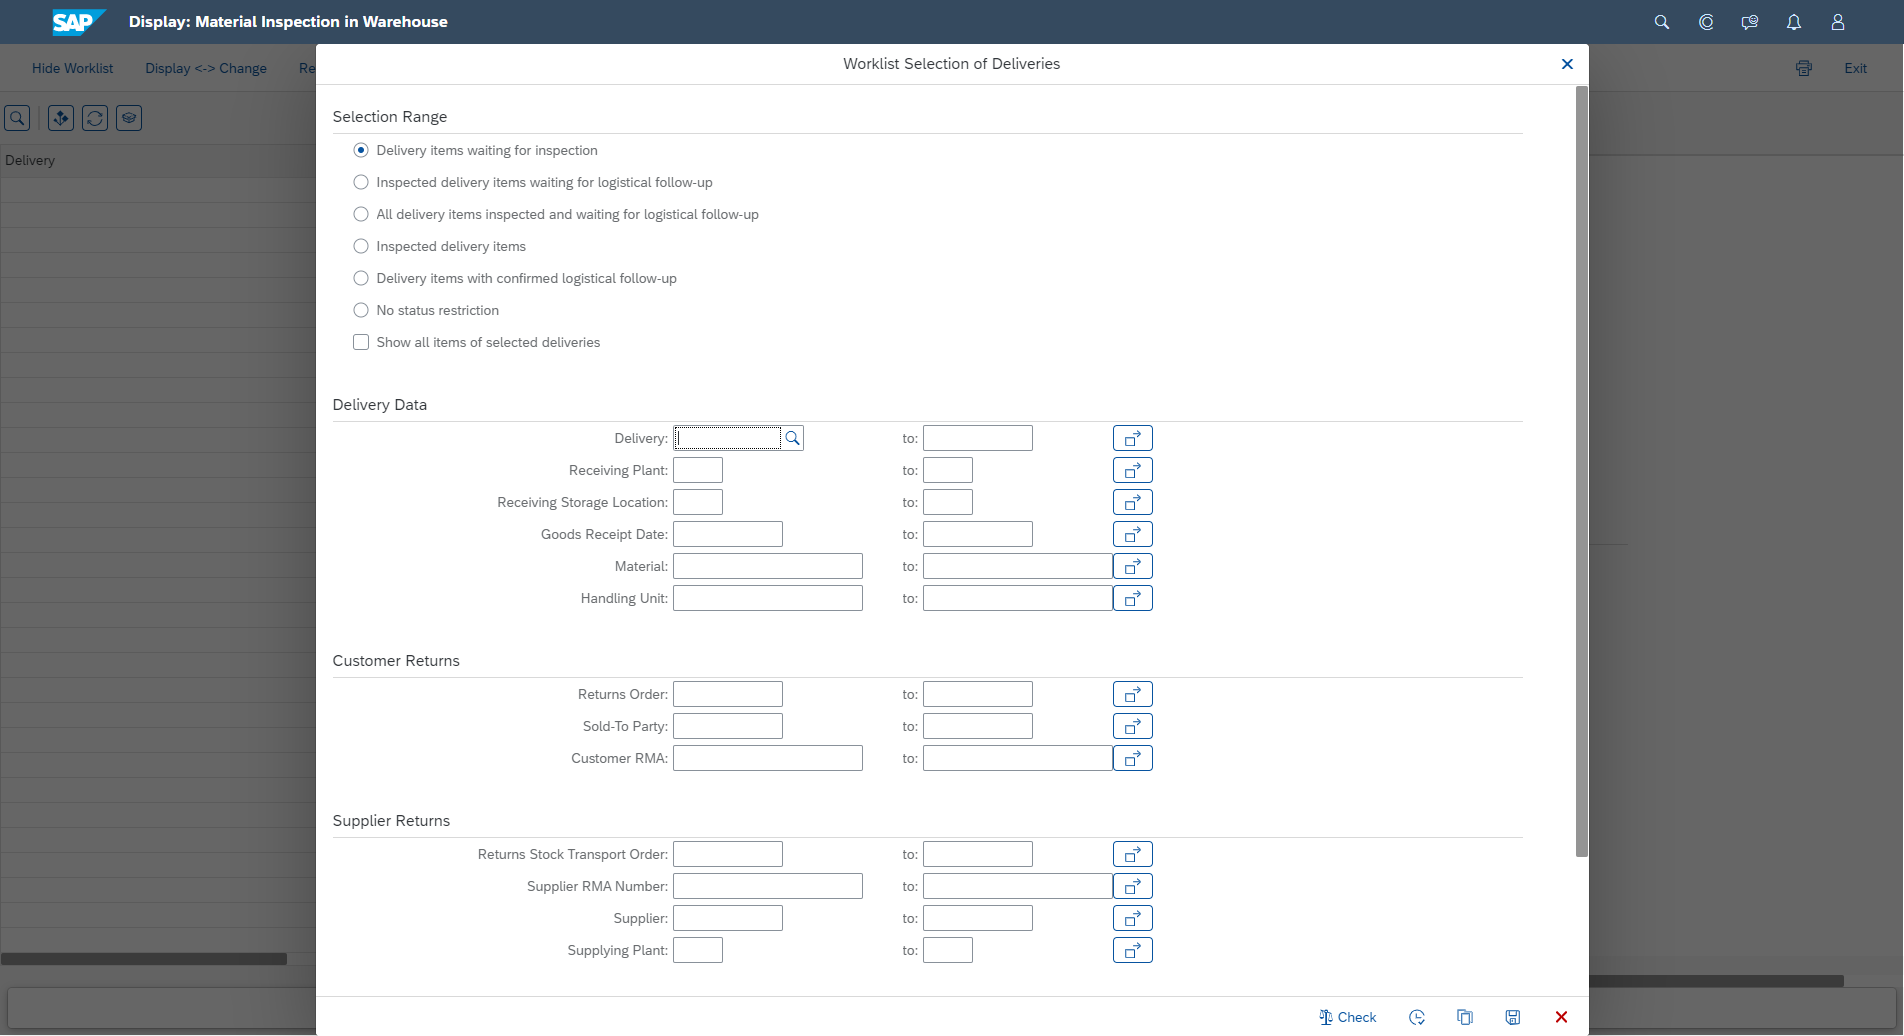 SAP Display: Material Inspection in Warehouse
Hide Worklist Display <-> Change Re Exit
Worklist Selection of Deliveries
Delivery
Selection Range
Delivery items waiting for inspection
Inspected delivery items waiting for logistical follow-up
All delivery items inspected and waiting for logistical follow-up
Inspected delivery items
Delivery items with confirmed logistical follow-up
No status restriction
Show all items of selected deliveries
Delivery Data
Delivery: to:
Receiving Plant: to:
Receiving Storage Location: to:
Goods Receipt Date: to:
Material: to:
Handling Unit: to:
Customer Returns
Returns Order: to:
Sold-To Party: to:
Customer RMA: to:
Supplier Returns
Returns Stock Transport Order: to:
Supplier RMA Number: to:
Supplier: to:
Supplying Plant: to:
Check